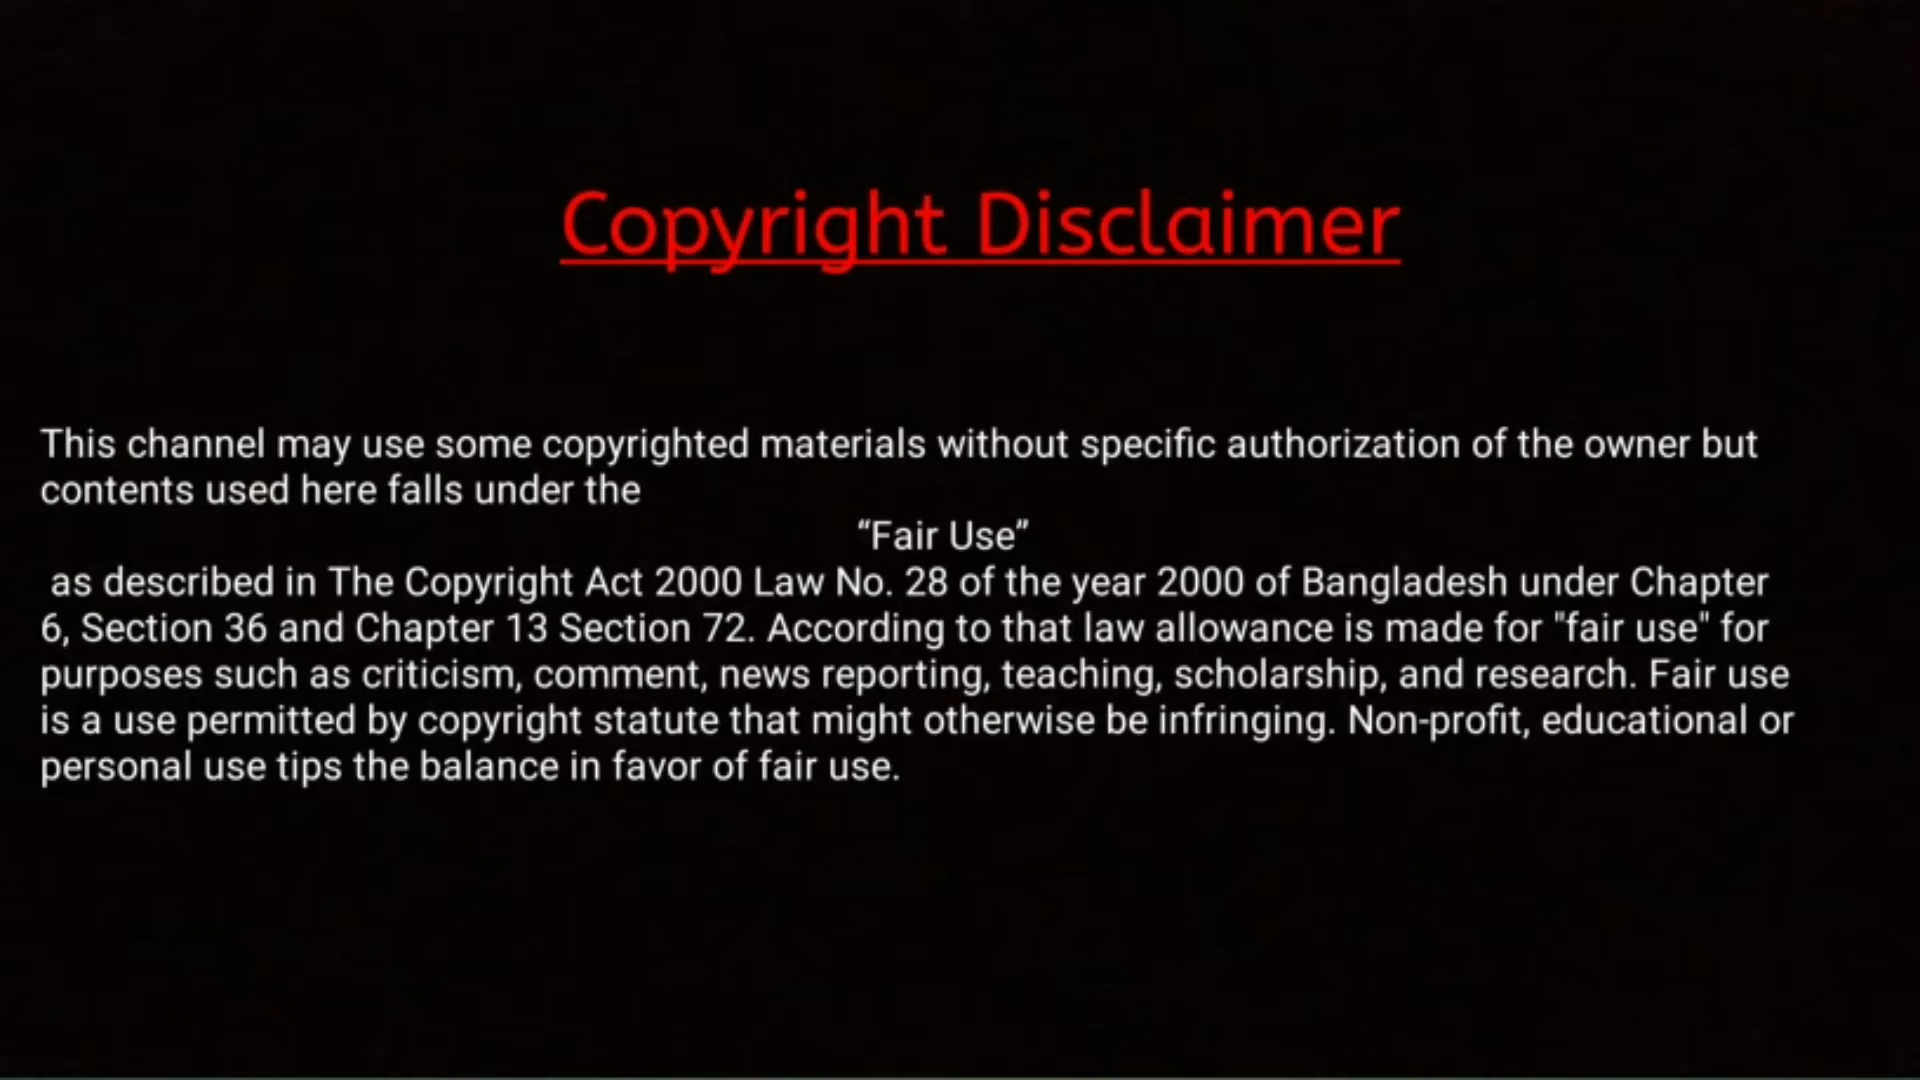 Copyright Disclaimer
This channel may use some copyrighted materials without specific authorization of the owner but
contents used here falls under the
“Fair Use”
as described in The Copyright Act 2000 Law No. 28 of the year 2000 of Bangladesh under Chapter
6, Section 36 and Chapter 13 Section 72. According to that law allowance is made for "fair use" for
purposes such as criticism, comment, news reporting, teaching, scholarship, and research. Fair use
is a use permitted by copyright statute that might otherwise be infringing. Non-profit, educational or
personal use tips the balance in favor of fair use.